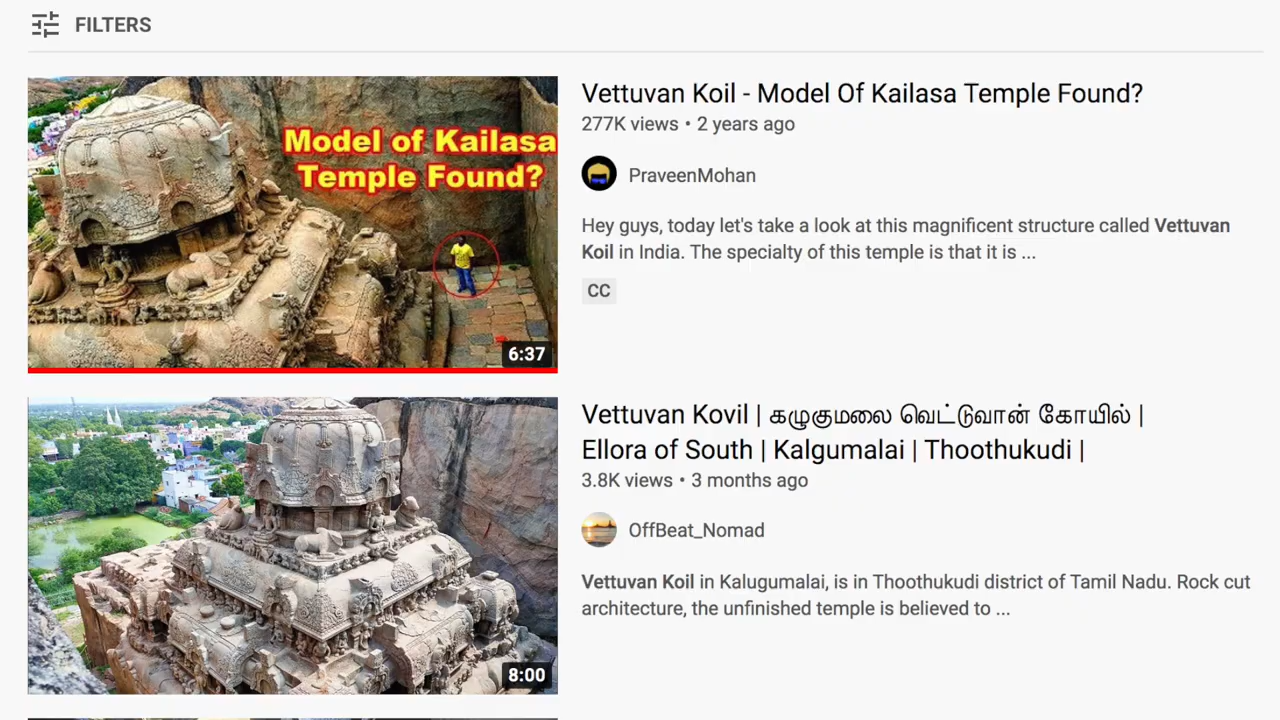 FILTERS
Model of Kailasa
Temple Found?
6:37
Vettuvan Koil - Model Of Kailasa Temple Found?
277K views • 2 years ago
PraveenMohan
Hey guys, today let's take a look at this magnificent structure called Vettuvan
Koil in India. The specialty of this temple is that it is ...
CC
8:00
Vettuvan Kovil | கழுகுமலை வெட்டுவான் கோயில் |
Ellora of South | Kalgumalai | Thoothukudi |
3.8K views • 3 months ago
OffBeat_Nomad
Vettuvan Koil in Kalugumalai, is in Thoothukudi district of Tamil Nadu. Rock cut
architecture, the unfinished temple is believed to ...